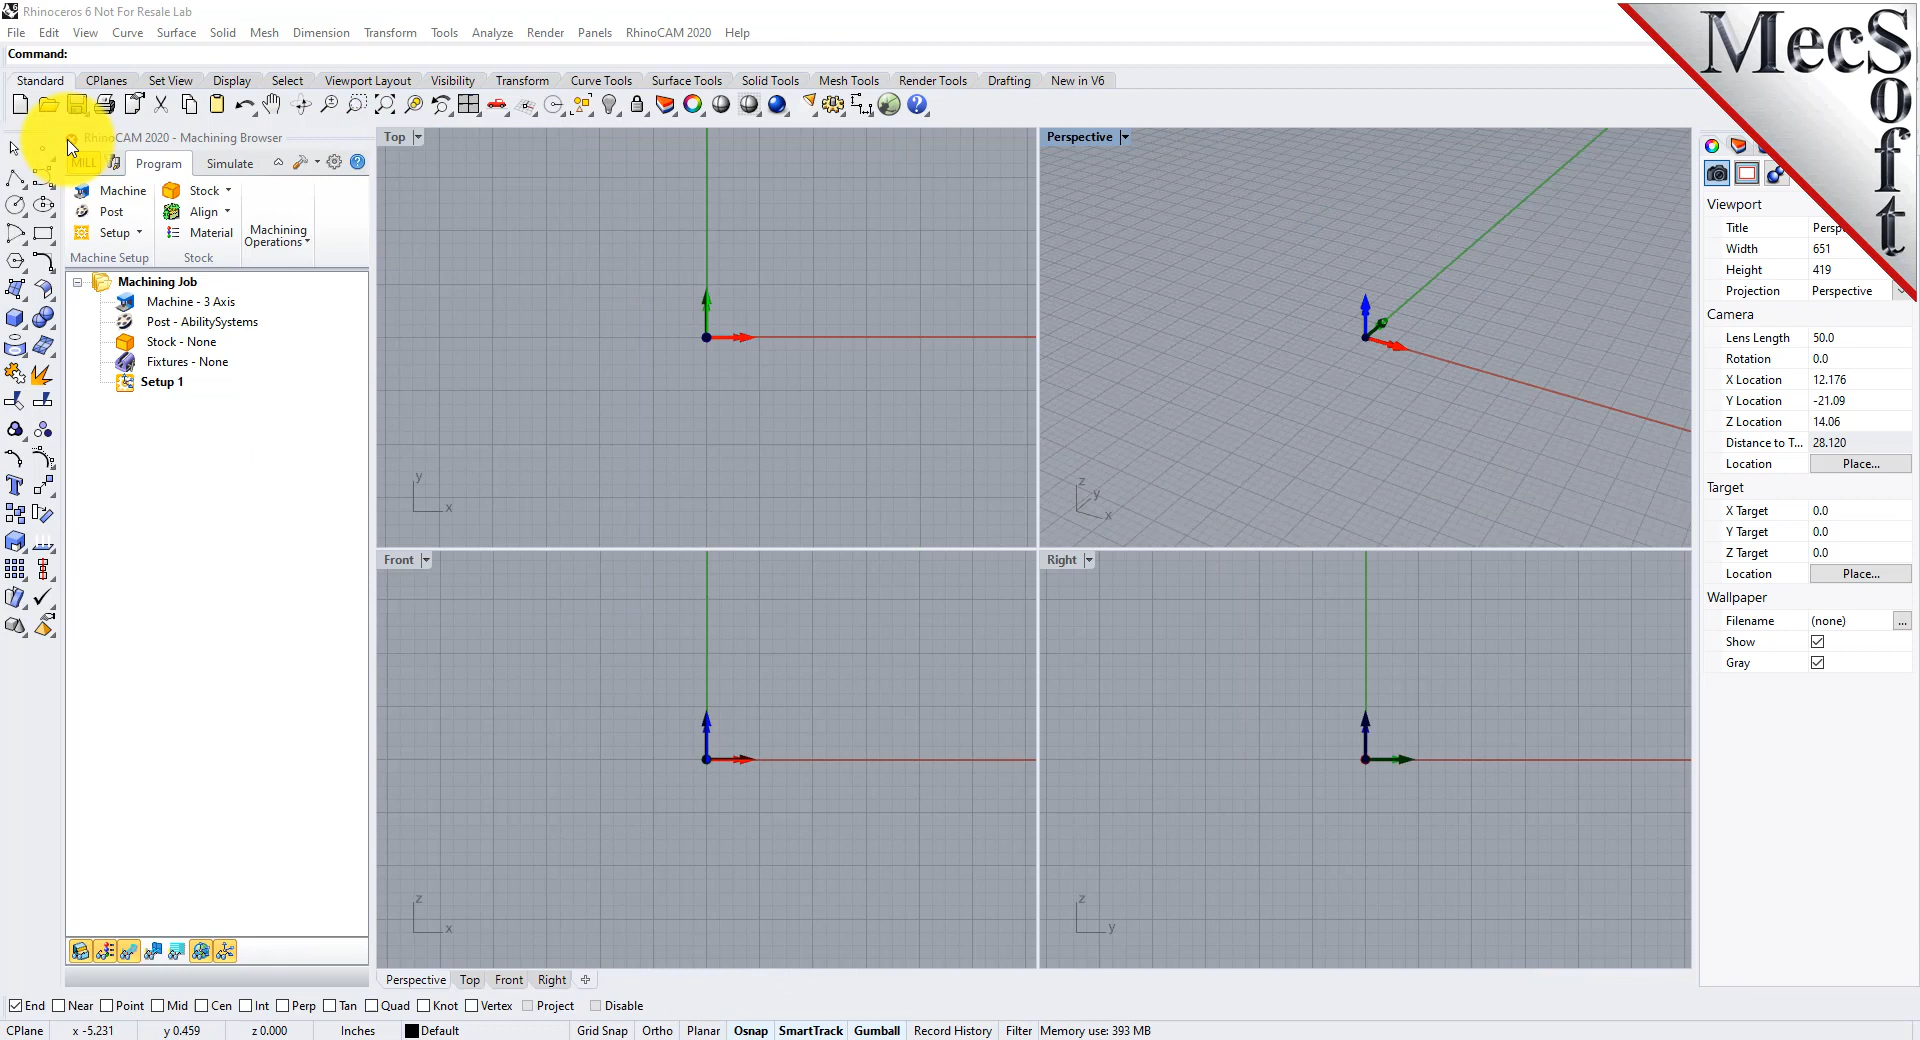 Rhinoceros 6 Not For Resale Lab
File Edit View Curve Surface Solid Mesh Dimension Transform Tools Analyze Render Panels RhinoCAM 2020 Help
Command:
Standard CPlanes Set View Display Select Viewport Layout Visibility Transform Curve Tools Surface Tools Solid Tools Mesh Tools Render Tools Drafting New in V6
MecSoft
RhinoCAM 2020 - Machining Browser
MILL Program Simulate
Machine Stock
Post Align
Setup Material
Machining Operations
Machine Setup Stock
Machining Job
Machine - 3 Axis
Post - AbilitySystems
Stock - None
Fixtures - None
Setup 1
Top
y
x
Perspective
z
y
x
Front
z
x
Right
z
y
Viewport
Title Persp
Width 651
Height 419
Projection Perspective
Camera
Lens Length 50.0
Rotation 0.0
X Location 12.176
Y Location -21.09
Z Location 14.06
Distance to T... 28.120
Location Place...
Target
X Target 0.0
Y Target 0.0
Z Target 0.0
Location Place...
Wallpaper
Filename (none) ...
Show
Gray
Perspective Top Front Right
End Near Point Mid Cen Int Perp Tan Quad Knot Vertex Project Disable
CPlane x -5.231 y 0.459 z 0.000 Inches Default Grid Snap Ortho Planar Osnap SmartTrack Gumball Record History Filter Memory use: 393 MB